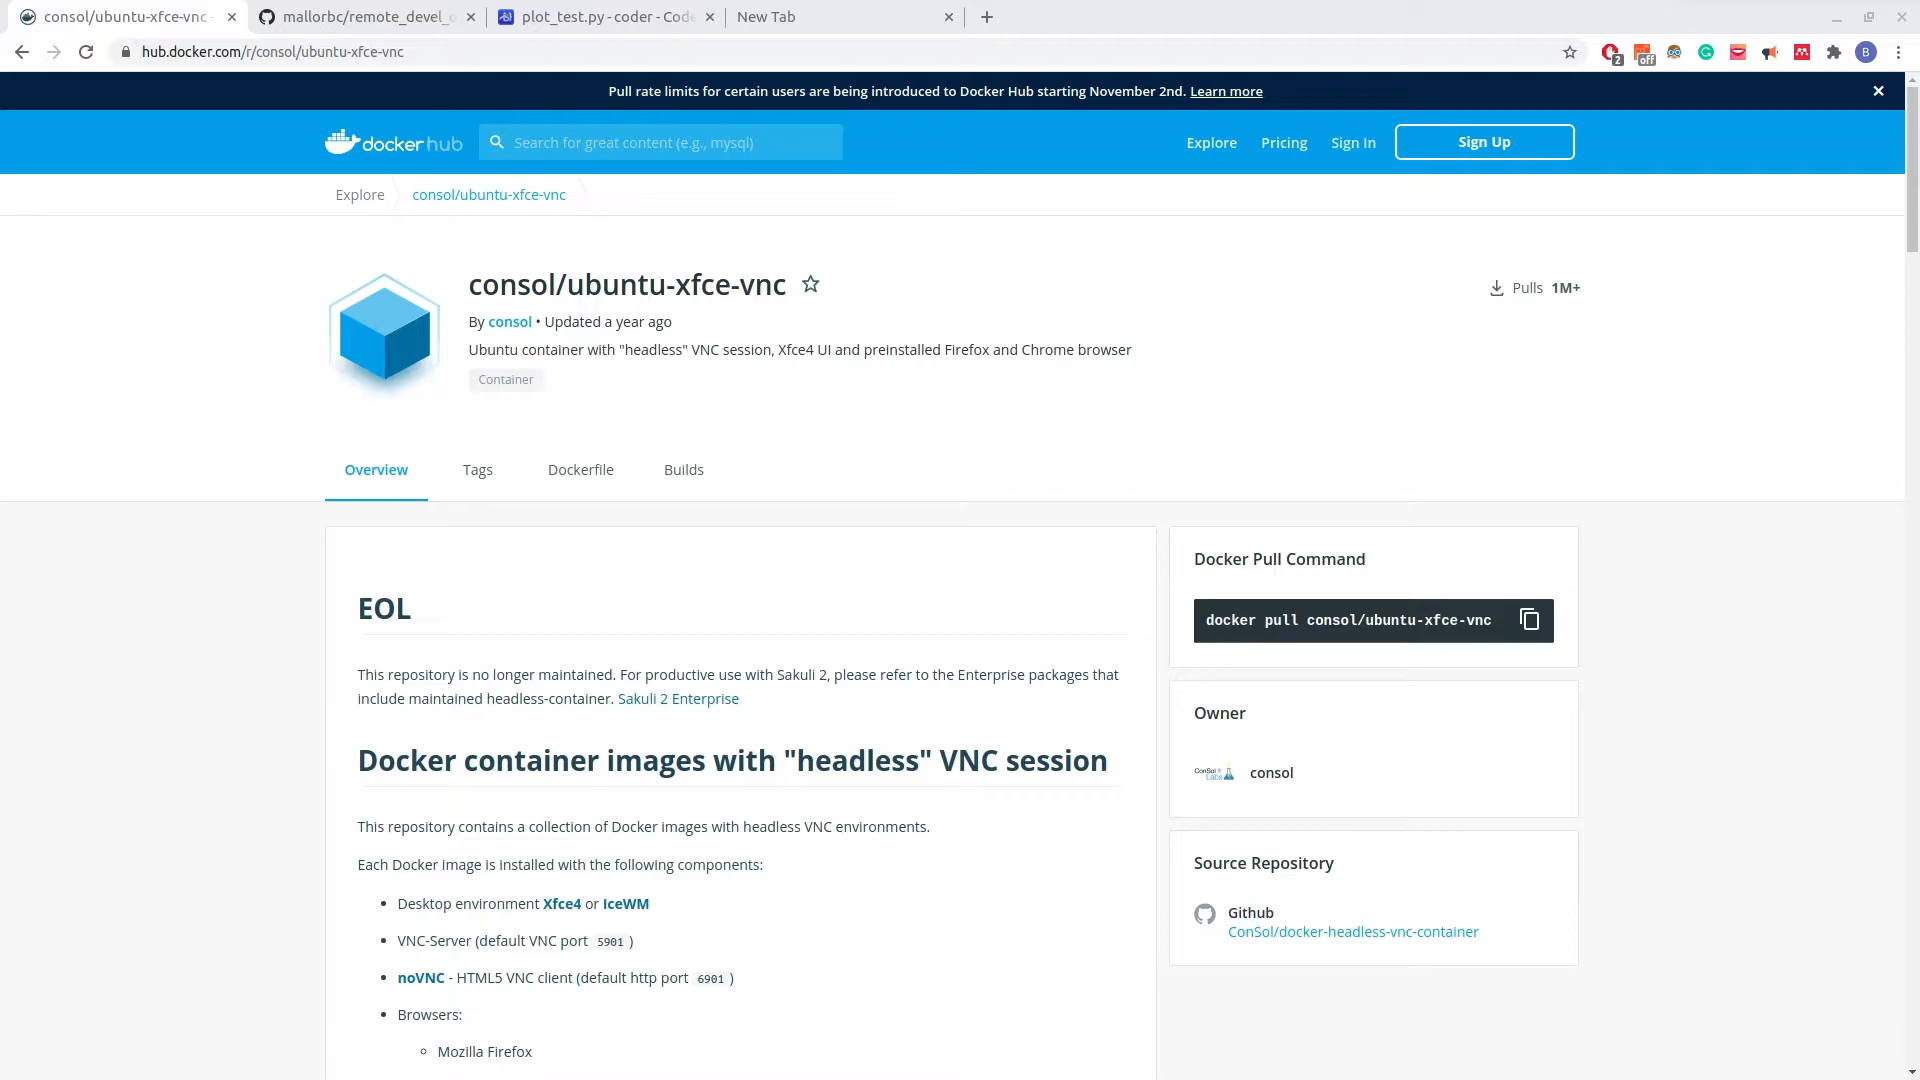 consol/ubuntu-xfce-vnc -
mallorbc/remote_devel_o
plot_test.py - coder - Code
New Tab
hub.docker.com/r/consol/ubuntu-xfce-vnc
2
off
G
B
Pull rate limits for certain users are being introduced to Docker Hub starting November 2nd. Learn more
docker hub
Search for great content (e.g., mysql)
Explore
Pricing
Sign In
Sign Up
Explore
consol/ubuntu-xfce-vnc
consol/ubuntu-xfce-vnc
Pulls 1M+
By consol • Updated a year ago
Ubuntu container with "headless" VNC session, Xfce4 UI and preinstalled Firefox and Chrome browser
Container
Overview
Tags
Dockerfile
Builds
EOL
This repository is no longer maintained. For productive use with Sakuli 2, please refer to the Enterprise packages that
include maintained headless-container. Sakuli 2 Enterprise
Docker container images with "headless" VNC session
This repository contains a collection of Docker images with headless VNC environments.
Each Docker image is installed with the following components:
• Desktop environment Xfce4 or IceWM
• VNC-Server (default VNC port 5901 )
• noVNC - HTML5 VNC client (default http port 6901 )
• Browsers:
◦ Mozilla Firefox
Docker Pull Command
docker pull consol/ubuntu-xfce-vnc
Owner
ConSol
Labs
consol
Source Repository
Github
ConSol/docker-headless-vnc-container